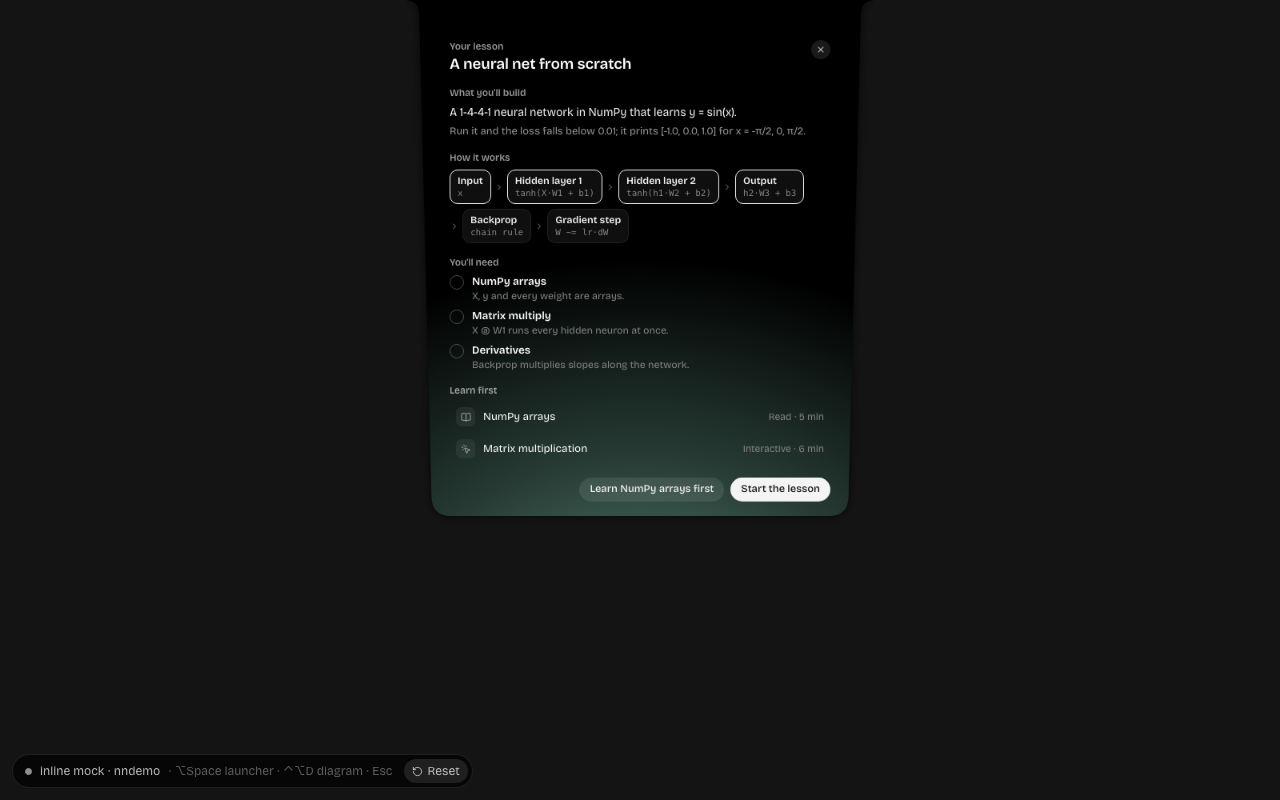 Your lesson
A neural net from scratch
What you'll build
A 1-4-4-1 neural network in NumPy that learns y = sin(x).
Run it and the loss falls below 0.01; it prints [-1.0, 0.0, 1.0] for x = -π/2, 0, π/2.
How it works
Input
x
Hidden layer 1
tanh(X·W1 + b1)
Hidden layer 2
tanh(h1·W2 + b2)
Output
h2·W3 + b3
Backprop
chain rule
Gradient step
W −= lr·dW
You'll need
NumPy arrays
X, y and every weight are arrays.
Matrix multiply
X @ W1 runs every hidden neuron at once.
Derivatives
Backprop multiplies slopes along the network.
Learn first
NumPy arrays
Read · 5 min
Matrix multiplication
Interactive · 6 min
Learn NumPy arrays first
Start the lesson
inline mock · nndemo · ⌥Space launcher · ^⌥D diagram · Esc
Reset